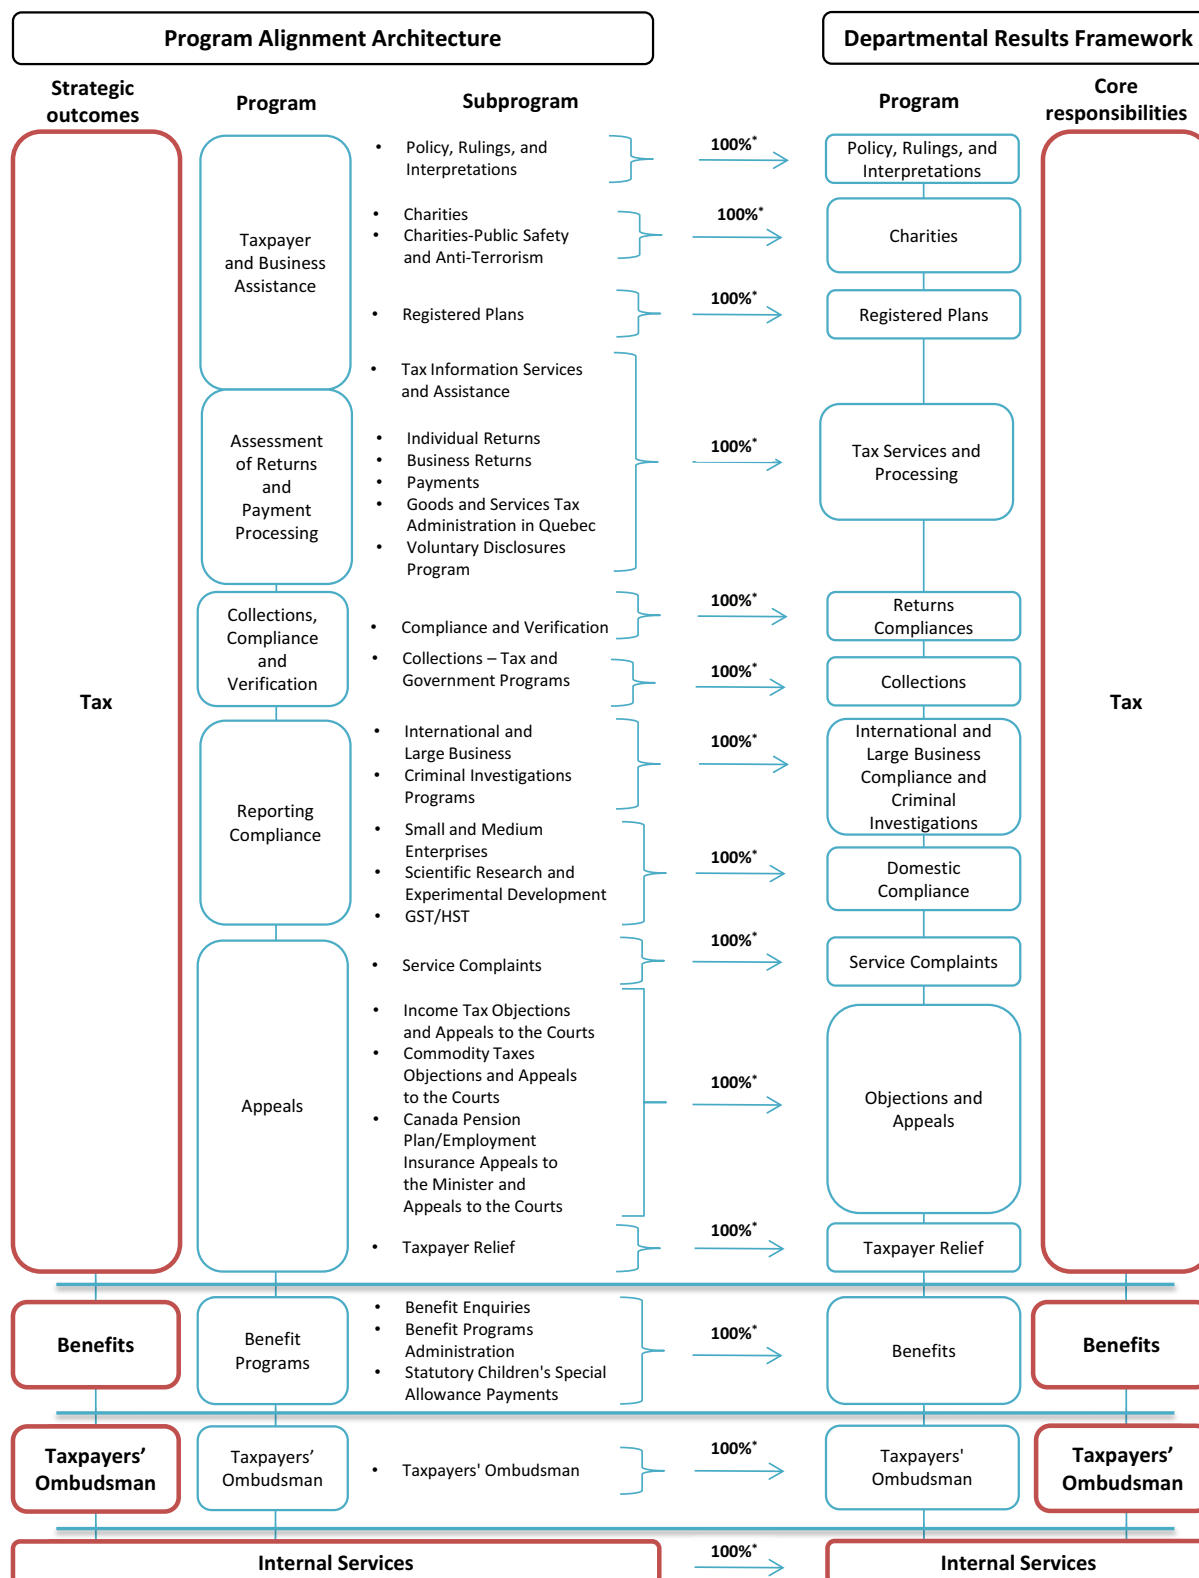 Program Alignment Architecture
Departmental Results Framework
Strategic
outcomes
Program
Subprogram
Program
Core
responsibilities
Tax
Taxpayer
and Business
Assistance
• Policy, Rulings, and
Interpretations
100%*
Policy, Rulings, and
Interpretations
• Charities
• Charities-Public Safety
and Anti-Terrorism
100%*
Charities
• Registered Plans
100%*
Registered Plans
• Tax Information Services
and Assistance
Assessment
of Returns
and
Payment
Processing
• Individual Returns
• Business Returns
• Payments
• Goods and Services Tax
Administration in Quebec
• Voluntary Disclosures
Program
100%*
Tax Services and
Processing
Collections,
Compliance
and
Verification
• Compliance and Verification
100%*
Returns
Compliances
• Collections – Tax and
Government Programs
100%*
Collections
Tax
Reporting
Compliance
• International and
Large Business
• Criminal Investigations
Programs
100%*
International and
Large Business
Compliance and
Criminal
Investigations
• Small and Medium
Enterprises
• Scientific Research and
Experimental Development
• GST/HST
100%*
Domestic
Compliance
Appeals
• Service Complaints
100%*
Service Complaints
• Income Tax Objections
and Appeals to the Courts
• Commodity Taxes
Objections and Appeals
to the Courts
• Canada Pension
Plan/Employment
Insurance Appeals to
the Minister and
Appeals to the Courts
100%*
Objections and
Appeals
• Taxpayer Relief
100%*
Taxpayer Relief
Benefits
Benefit
Programs
• Benefit Enquiries
• Benefit Programs
Administration
• Statutory Children's Special
Allowance Payments
100%*
Benefits
Benefits
Taxpayers’
Ombudsman
Taxpayers’
Ombudsman
• Taxpayers' Ombudsman
100%*
Taxpayers'
Ombudsman
Taxpayers’
Ombudsman
Internal Services
100%*
Internal Services